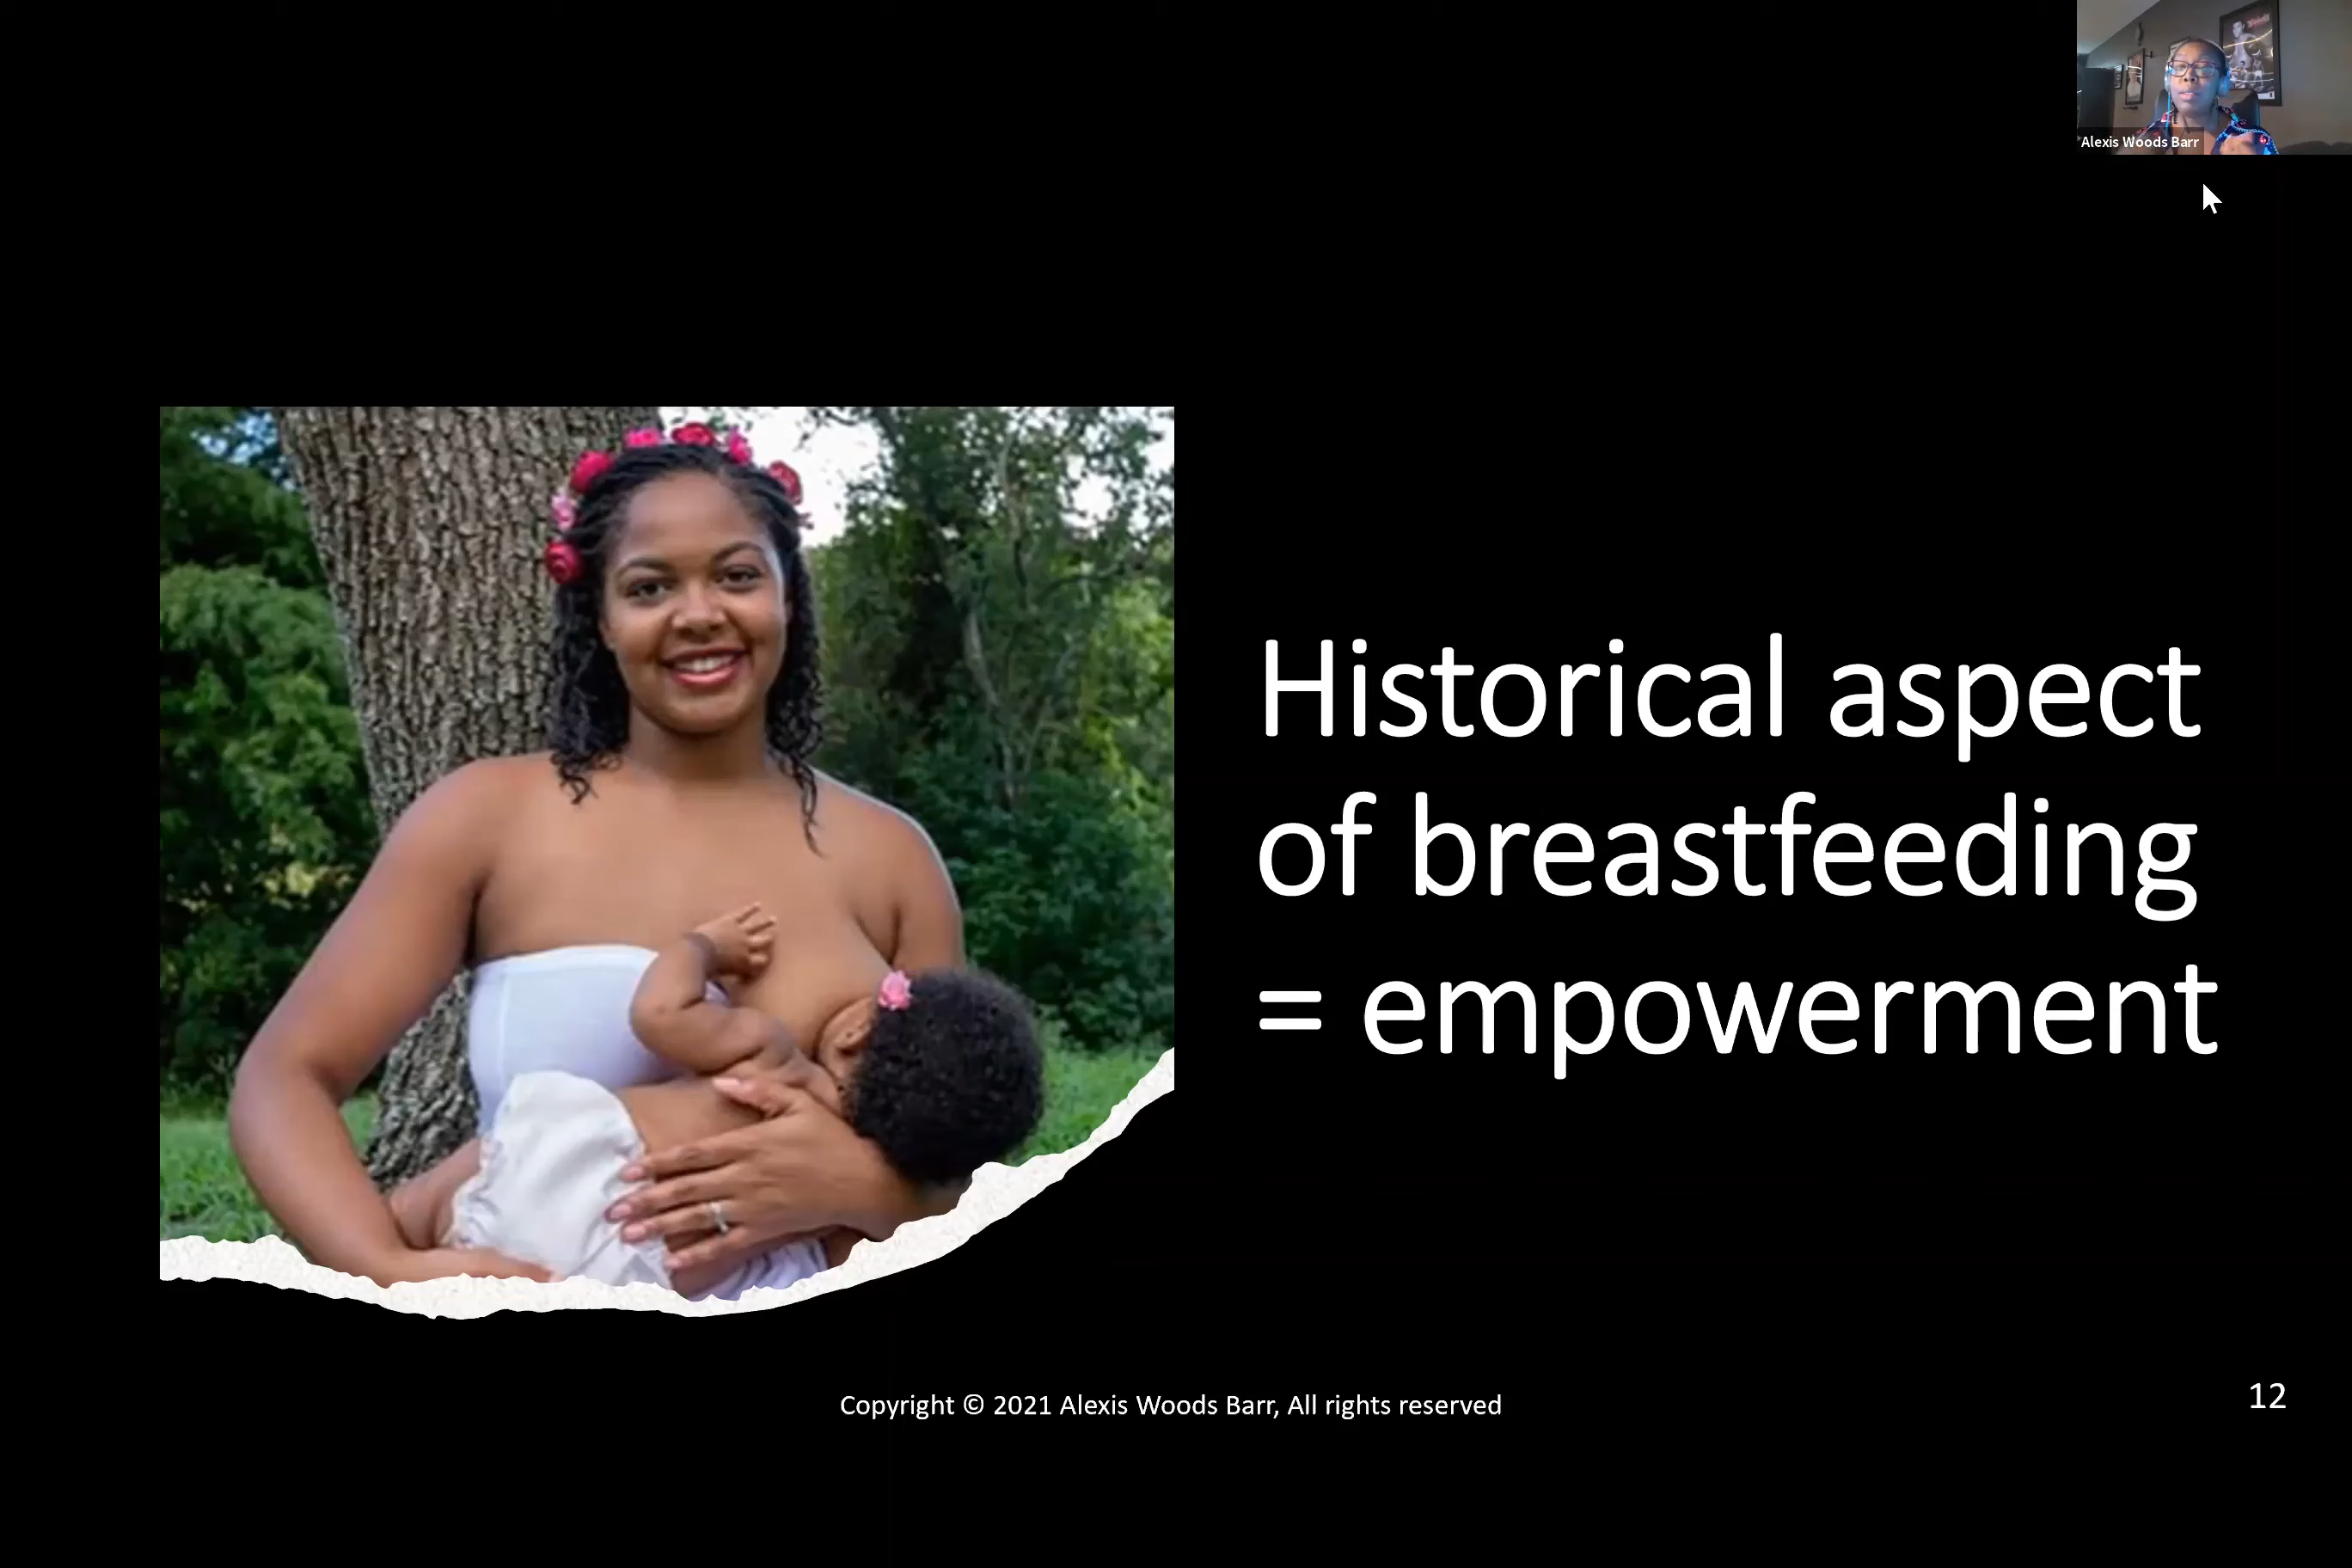 Alexis Woods Barr
Historical aspect
of breastfeeding
= empowerment
Copyright © 2021 Alexis Woods Barr, All rights reserved
12